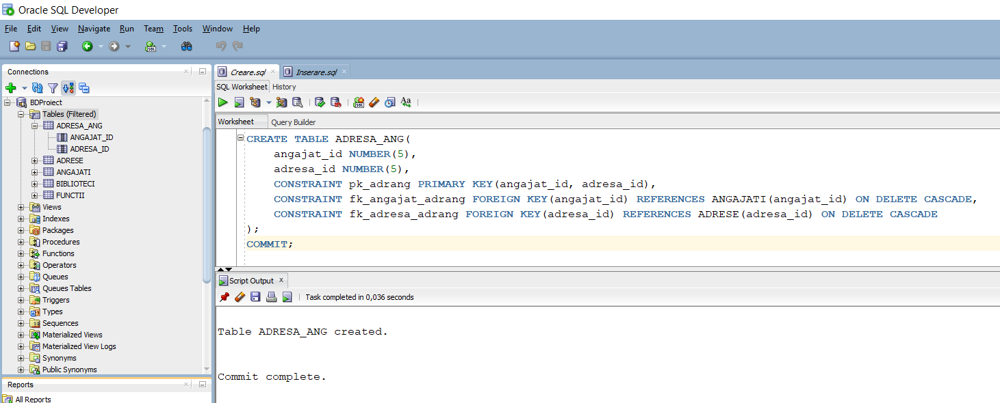 Oracle SQL Developer
File Edit View Navigate Run Team Tools Window Help
Connections
BDProject
Tables (Filtered)
ADRESA_ANG
ANGAJAT_ID
ADRESA_ID
ADRESE
ANGAJATI
BIBLIOTECI
FUNCTII
Views
Indexes
Packages
Procedures
Functions
Operators
Queues
Queues Tables
Triggers
Types
Sequences
Materialized Views
Materialized View Logs
Synonyms
Public Synonyms
Reports
All Reports
Creare.sql Inserare.sql
SQL Worksheet History
Worksheet Query Builder
CREATE TABLE ADRESA_ANG(
angajat_id NUMBER(5),
adresa_id NUMBER(5),
CONSTRAINT pk_adrang PRIMARY KEY(angajat_id, adresa_id),
CONSTRAINT fk_angajat_adrang FOREIGN KEY(angajat_id) REFERENCES ANGAJATI(angajat_id) ON DELETE CASCADE,
CONSTRAINT fk_adresa_adrang FOREIGN KEY(adresa_id) REFERENCES ADRESE(adresa_id) ON DELETE CASCADE
);
COMMIT;
Script Output
Task completed in 0,036 seconds
Table ADRESA_ANG created.
Commit complete.